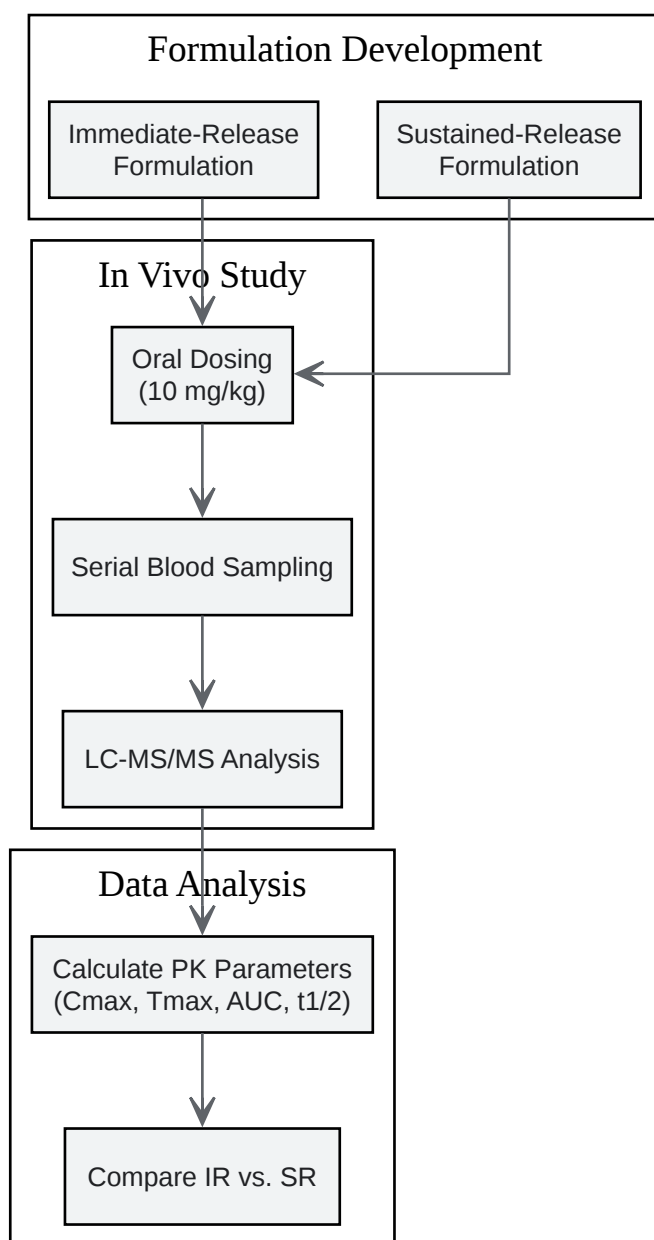 Formulation Development
Immediate-Release
Formulation
Sustained-Release
Formulation
In Vivo Study
Oral Dosing
(10 mg/kg)
Serial Blood Sampling
LC-MS/MS Analysis
Data Analysis
Calculate PK Parameters
(Cmax, Tmax, AUC, t1/2)
Compare IR vs. SR